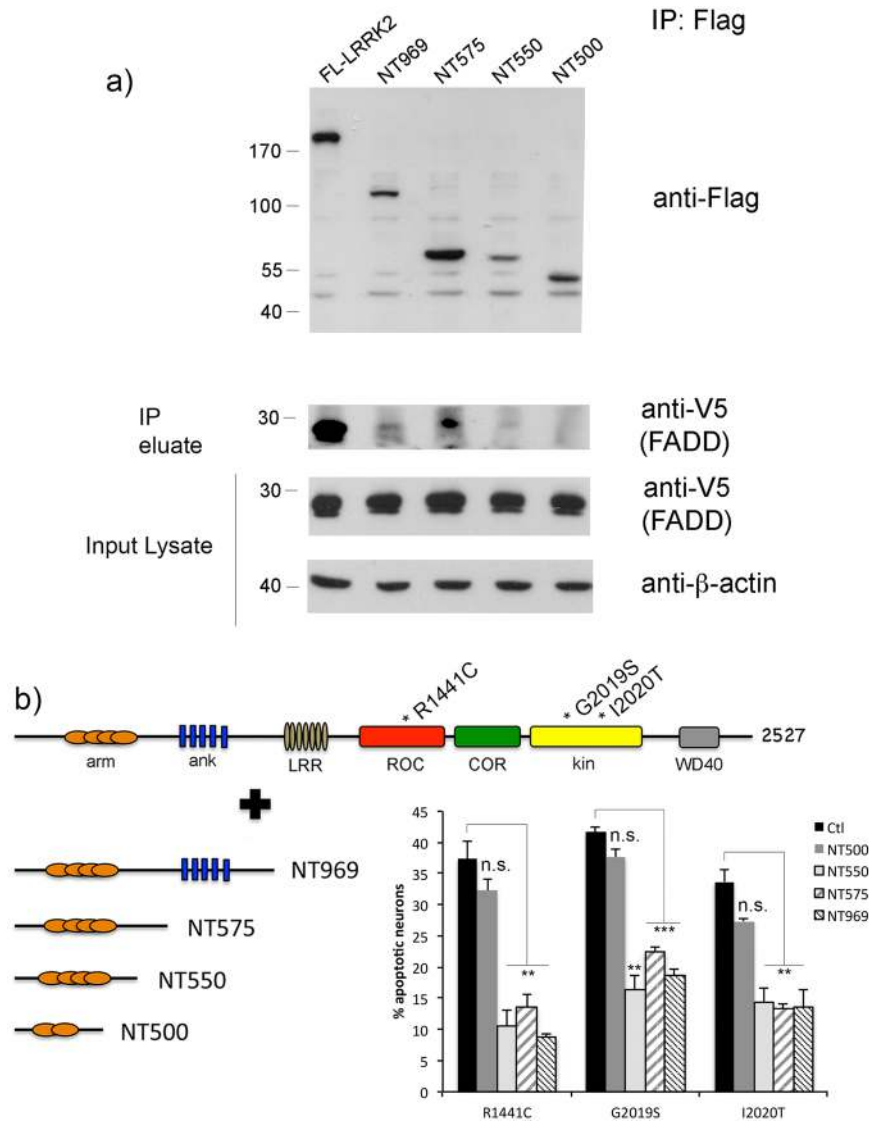 IP: Flag
a)
FL-LRRK2 NT969 NT575 NT550 NT500
170
100
55
40
anti-Flag
IP
eluate
30
anti-V5
(FADD)
Input Lysate
30
anti-V5
(FADD)
40
anti-β-actin
b)
* R1441C
* G2019S
* I2020T
2527
arm ank LRR ROC COR kin WD40
NT969
NT575
NT550
NT500
% apoptotic neurons
45
40
35
30
25
20
15
10
5
0
n.s. ** n.s. ** *** n.s. **
R1441C G2019S I2020T
Ctl
NT500
NT550
NT575
NT969